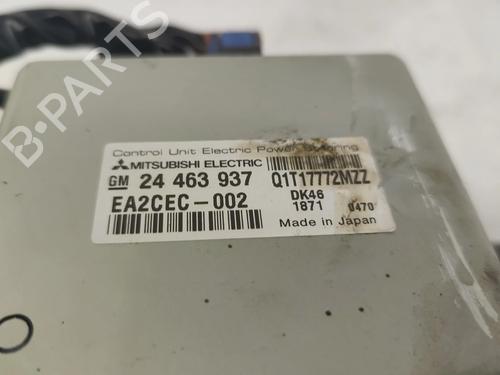 B-PARTS
Control Unit Electric Power Steering
MITSUBISHI ELECTRIC
GM 24 463 937 Q1T17772MZZ
EA2CEC-002 DK46
1871 0470
Made in Japan